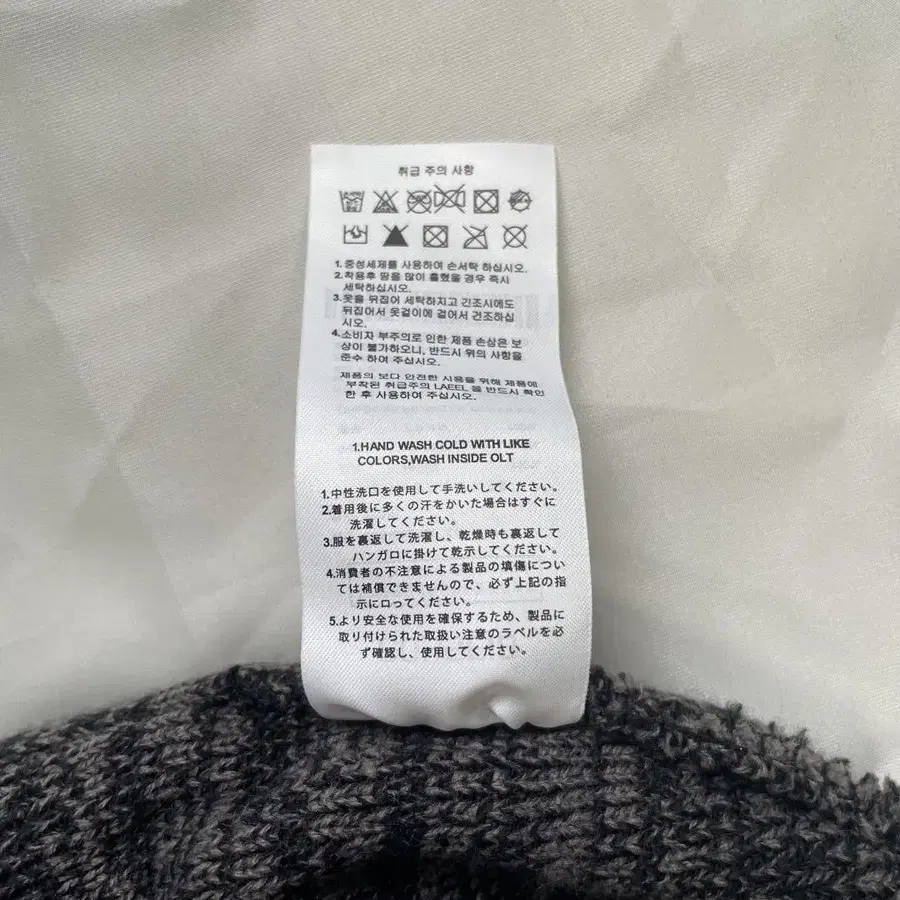 취급 주의 사항
1.중성세제를 사용하여 손세탁 하십시오.
2.착용후 땀을 많이 흘렸을 경우 즉시
세탁하십시오.
3.옷을 뒤집어 세탁하치고 긴조시에도
뒤집어서 옷걸이에 걸어서 건조하십
시오.
4.소비자 부주의로 인한 제품 손상은 보
상이 불가하오니, 반드시 위의 사항을
준수 하여 주십시오.
제품의 보다 안전한 시용을 위해 제품에
부착된 취급주의 LAEEL 을 반드시 확인
한 후 사용하여 주십시오.
1.HAND WASH COLD WITH LIKE
COLORS,WASH INSIDE OLT
1.中性洗口を使用して手洗いしてください。
2.着用後に多くの汗をかいた場合はすぐに
洗濯してください。
3.服を裏返して洗濯し、乾燥時も裏返して
ハンガロに掛けて乾示してください。
4.消費者の不注意による製品の填傷につい
ては補償できませんので、必ず上記の指
示にロってください。
5.より安全な使用を確保するため、製品に
取り付けられた取扱い注意のラベルを必
ず確認し、使用してください。